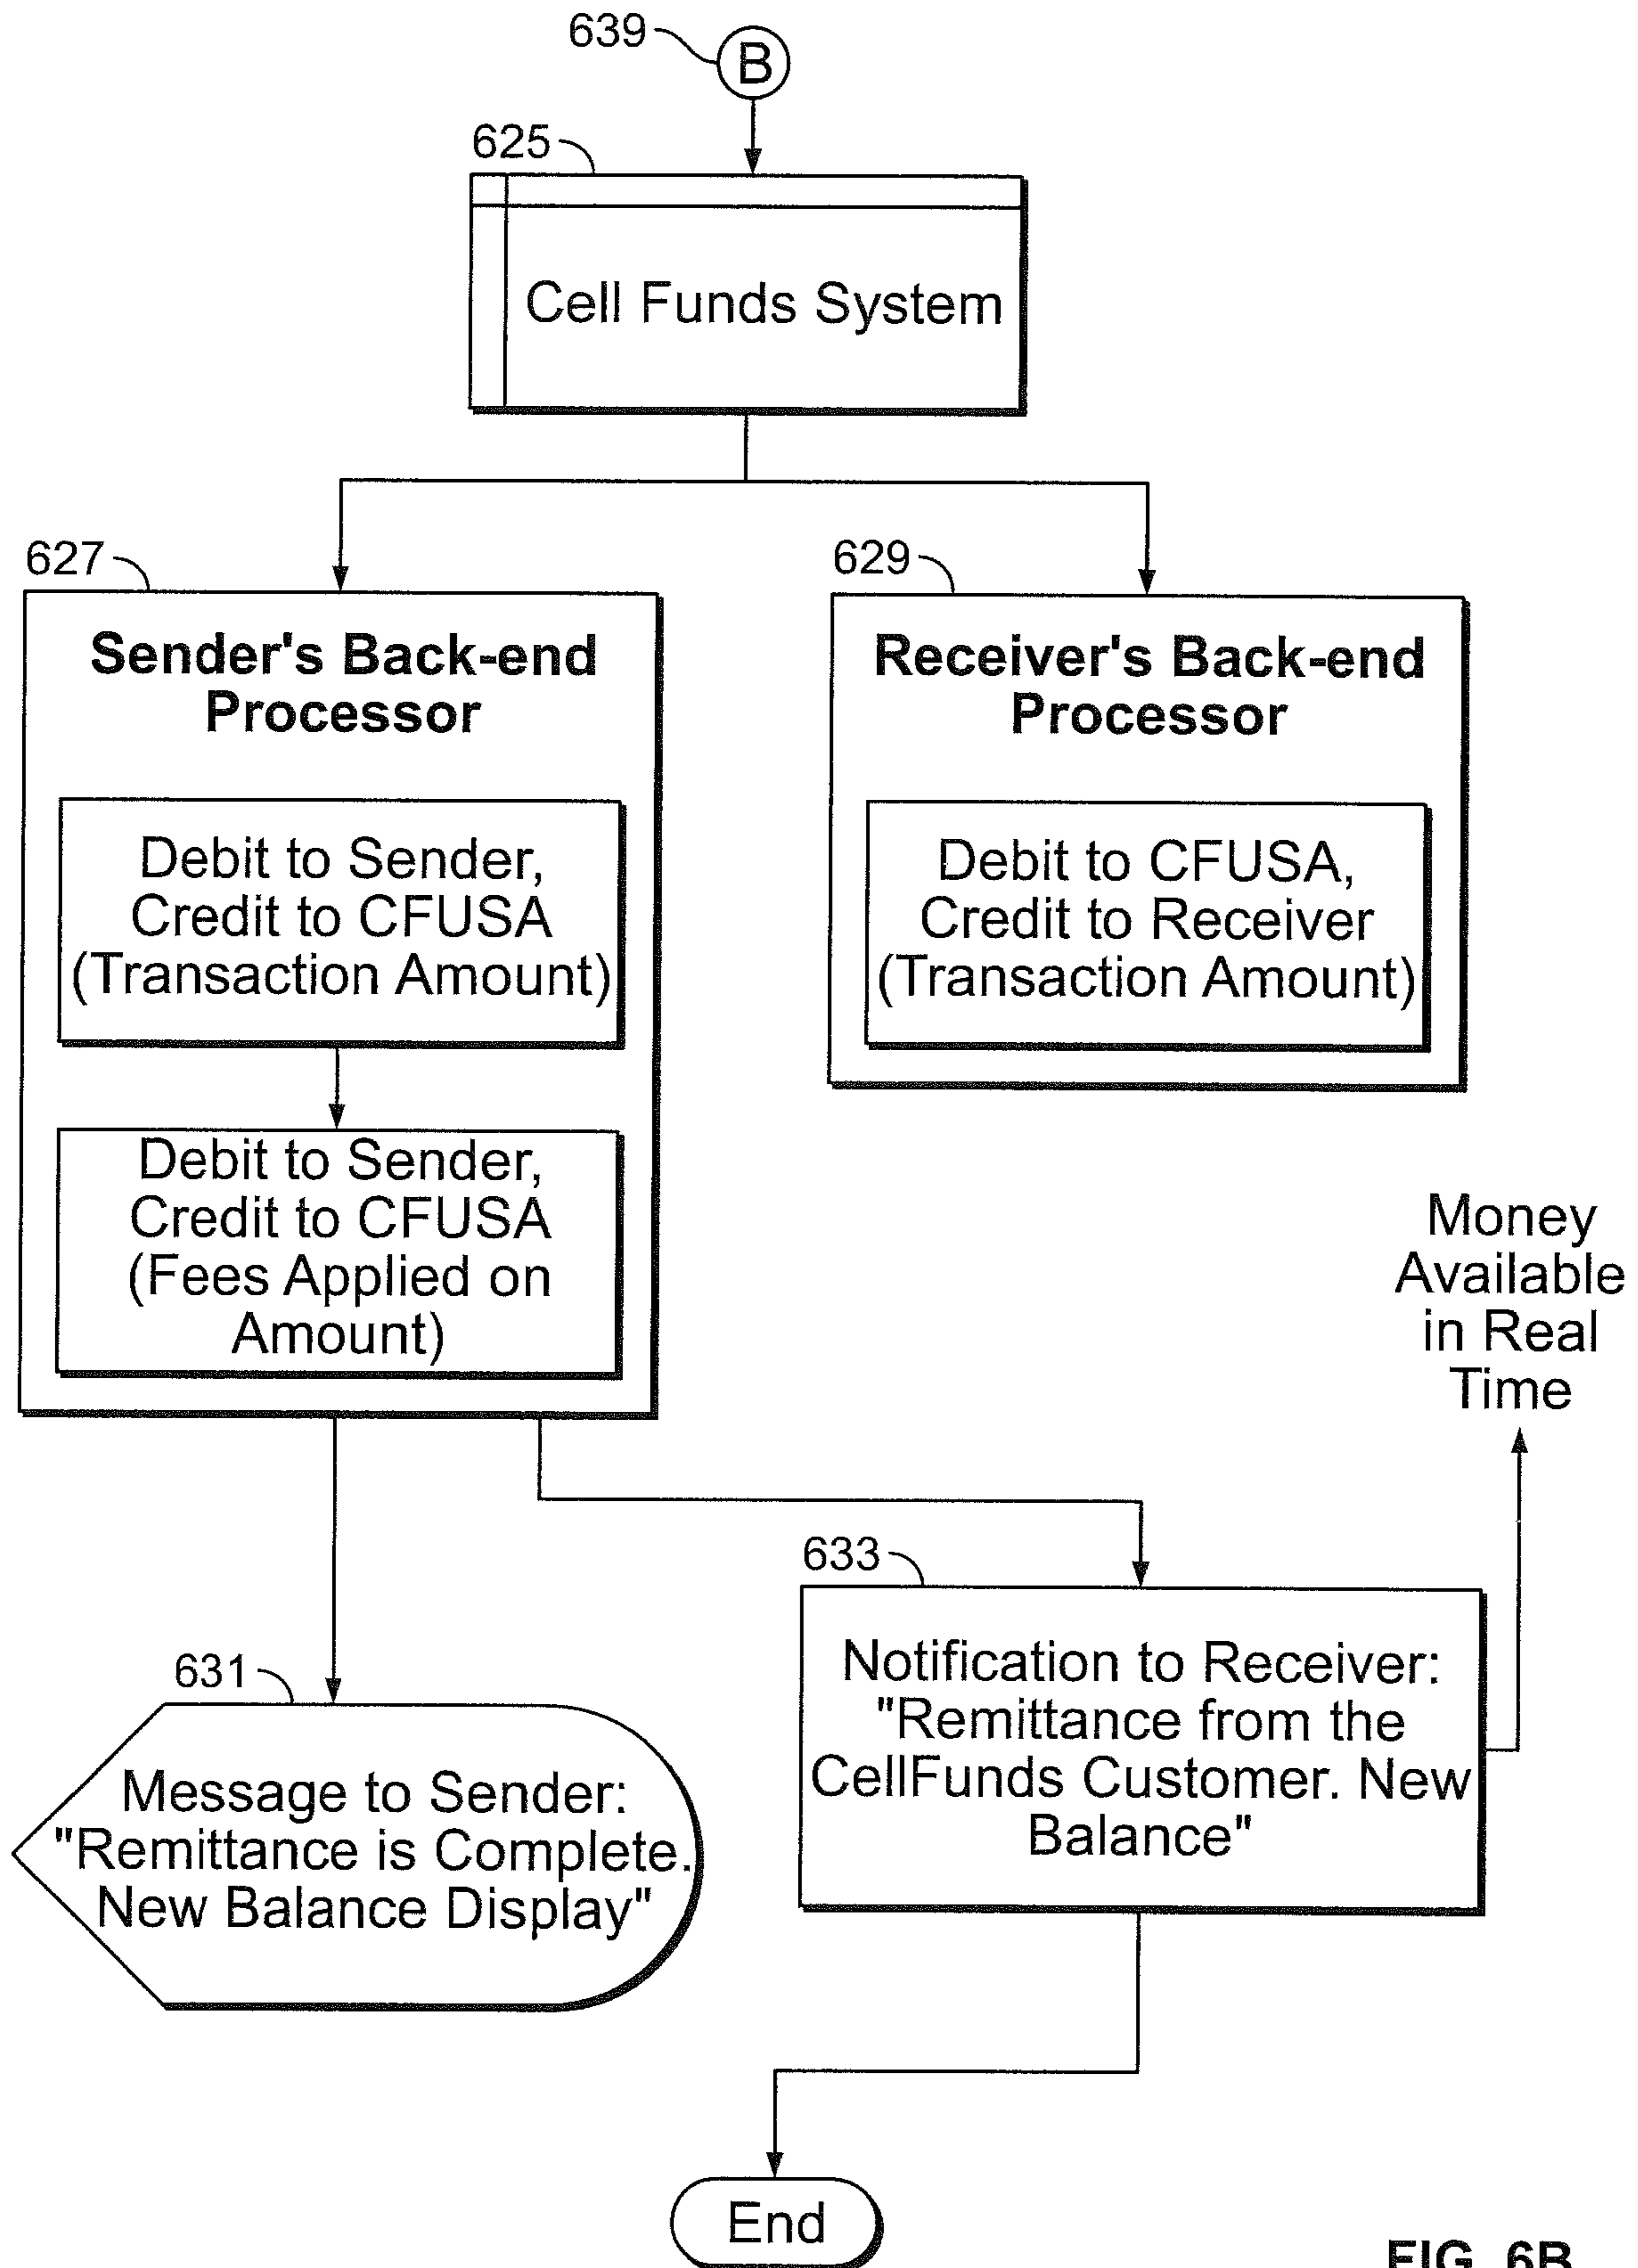 639
B
625
Cell Funds System
627
Sender's Back-end
Processor
Debit to Sender,
Credit to CFUSA
(Transaction Amount)
Debit to Sender,
Credit to CFUSA
(Fees Applied on
Amount)
629
Receiver's Back-end
Processor
Debit to CFUSA,
Credit to Receiver
(Transaction Amount)
Money
Available
in Real
Time
633
Notification to Receiver:
"Remittance from the
CellFunds Customer. New
Balance"
631
Message to Sender:
"Remittance is Complete.
New Balance Display"
End
FIG. 6B